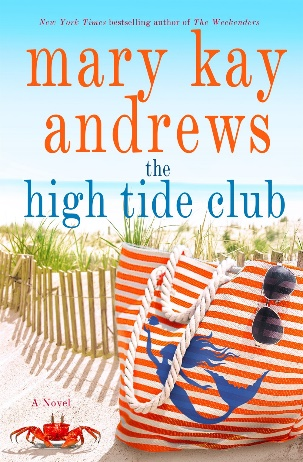 New York Times bestselling author of The Weekenders
mary kay
andrews
the
high tide club
A Novel